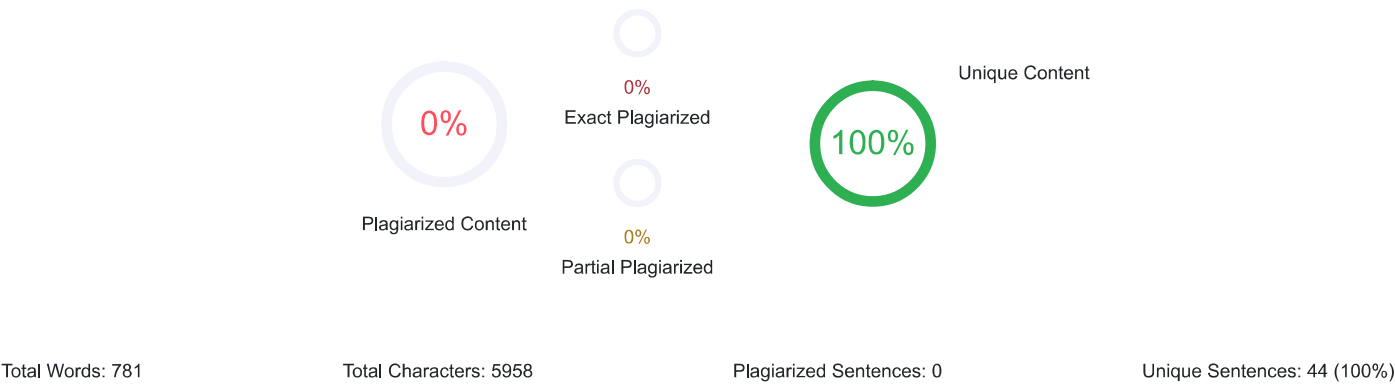 0%
Plagiarized Content
0%
Exact Plagiarized
0%
Partial Plagiarized
100%
Unique Content
Total Words: 781
Total Characters: 5958
Plagiarized Sentences: 0
Unique Sentences: 44 (100%)